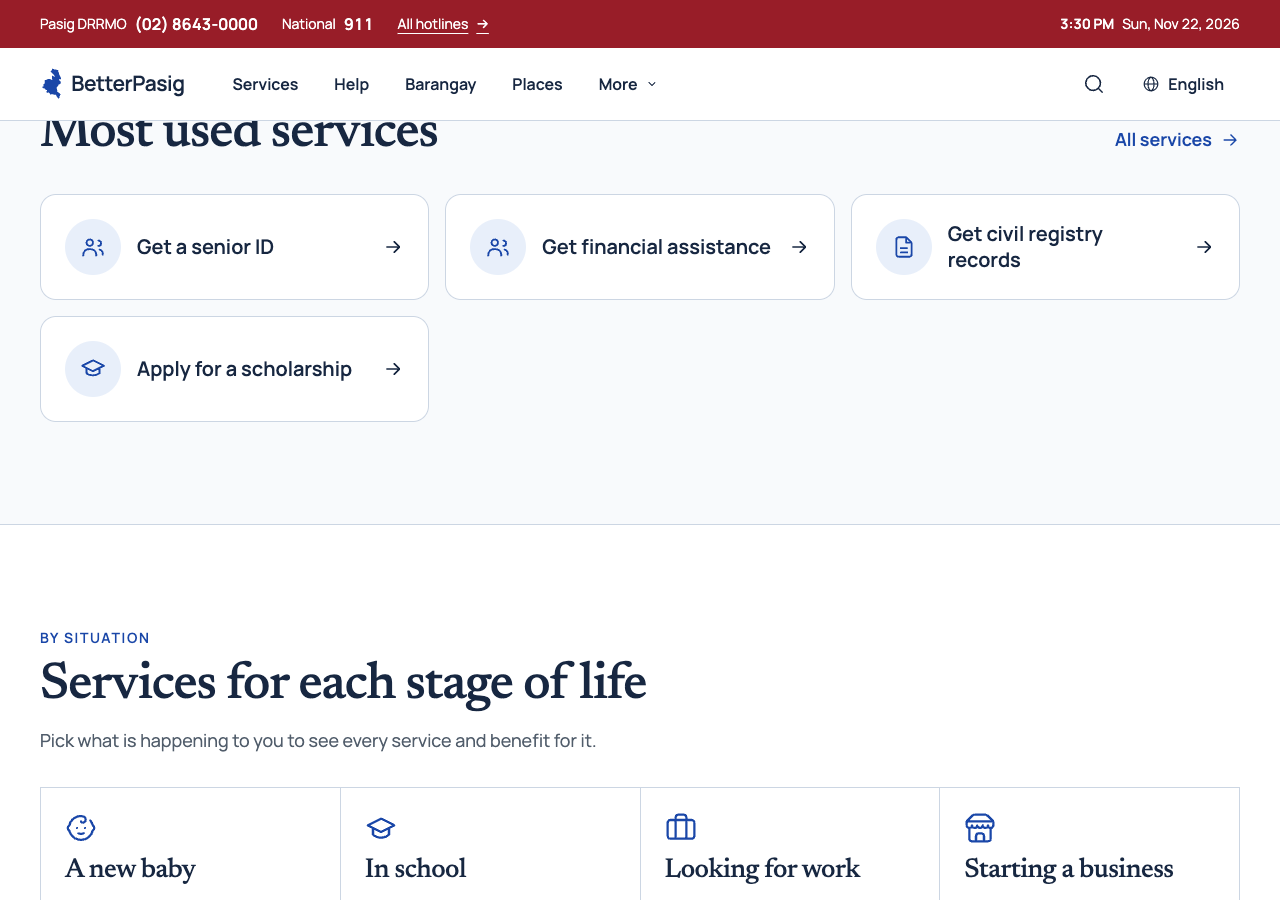 Pasig DRRMO (02) 8643-0000 National 911 All hotlines → 3:30 PM Sun, Nov 22, 2026
BetterPasig Services Help Barangay Places More English
Most used services
All services →
Get a senior ID →
Get financial assistance →
Get civil registry
records →
Apply for a scholarship →
BY SITUATION
Services for each stage of life
Pick what is happening to you to see every service and benefit for it.
A new baby
In school
Looking for work
Starting a business